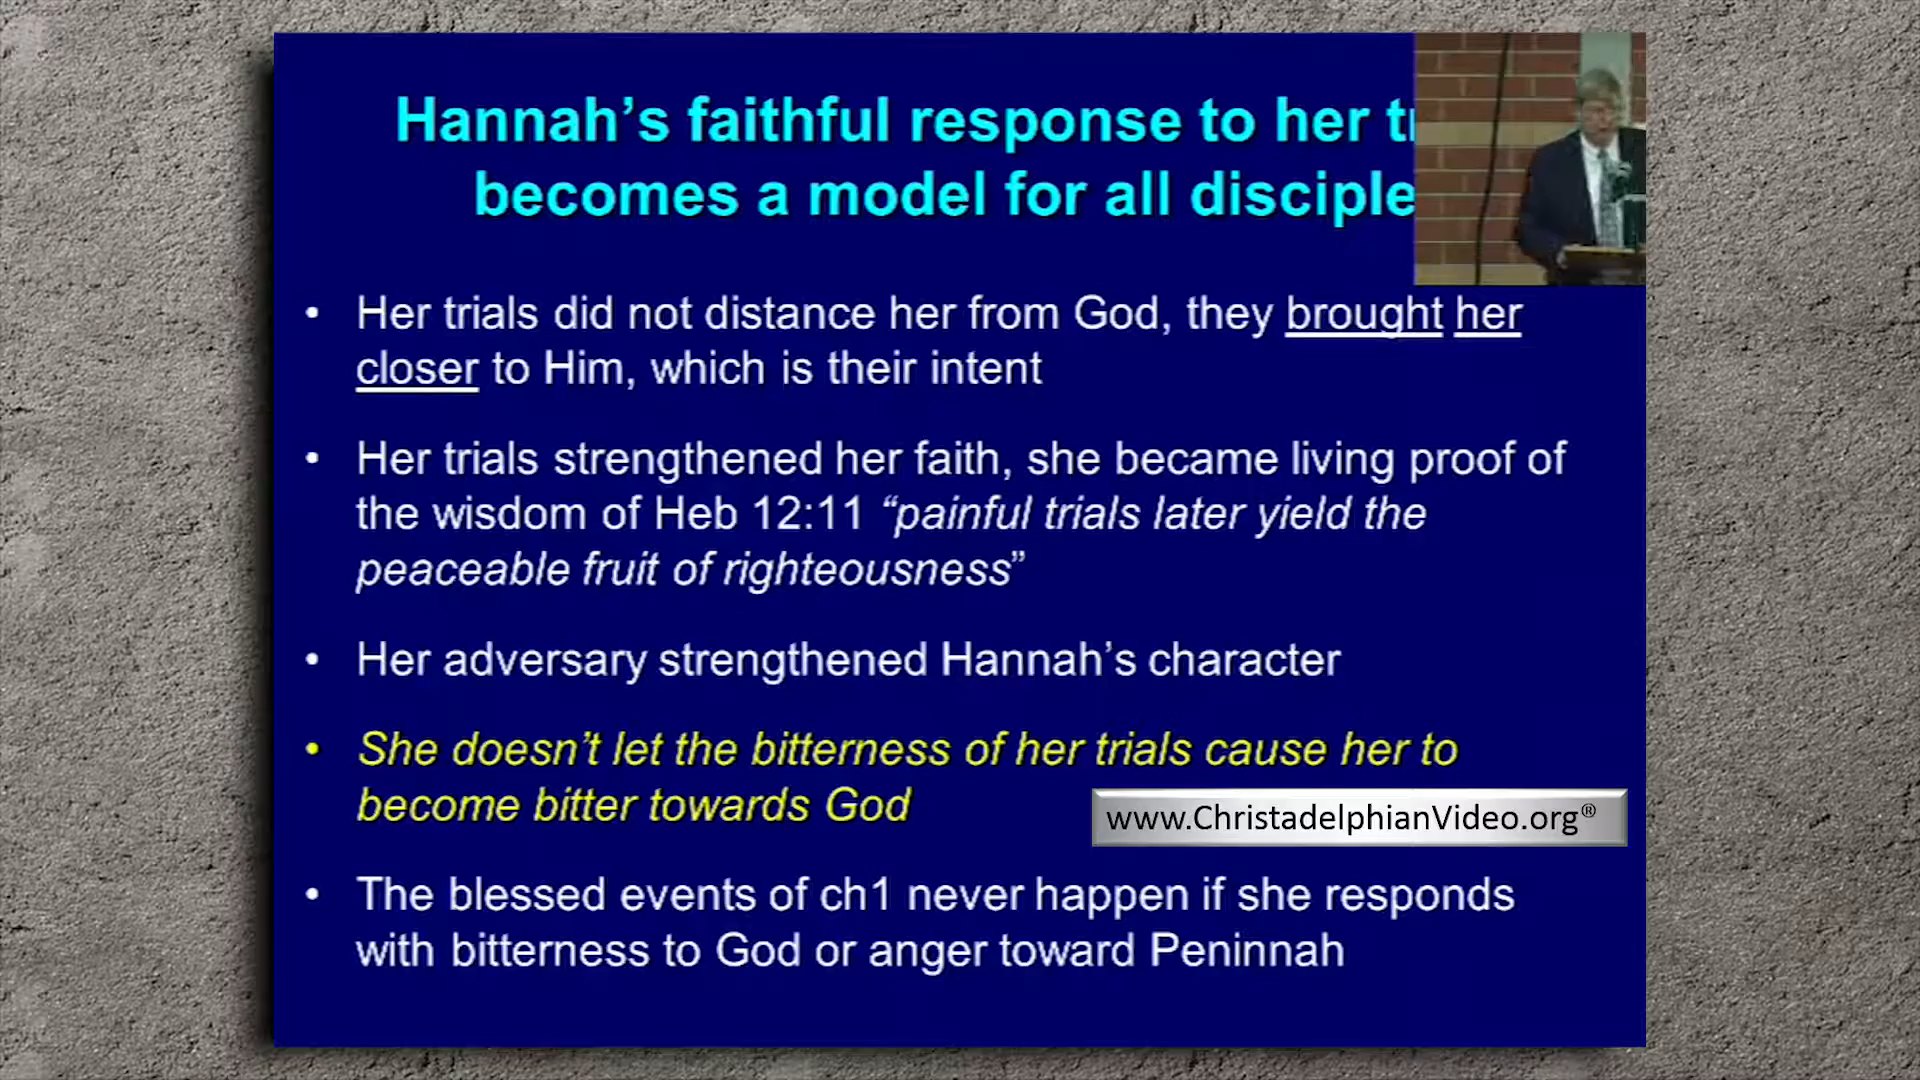 Hannah’s faithful response to her
becomes a model for all
• Her trials did not distance her from God, they brought her
closer to Him, which is their intent
• Her trials strengthened her faith, she became living proof of
the wisdom of Heb 12:11 “painful trials later yield the
peaceable fruit of righteousness”
• Her adversary strengthened Hannah’s character
• She doesn’t let the bitterness of her trials cause her to
become bitter towards God
www.ChristadelphianVideo.org®
• The blessed events of ch1 never happen if she responds
with bitterness to God or anger toward Peninnah